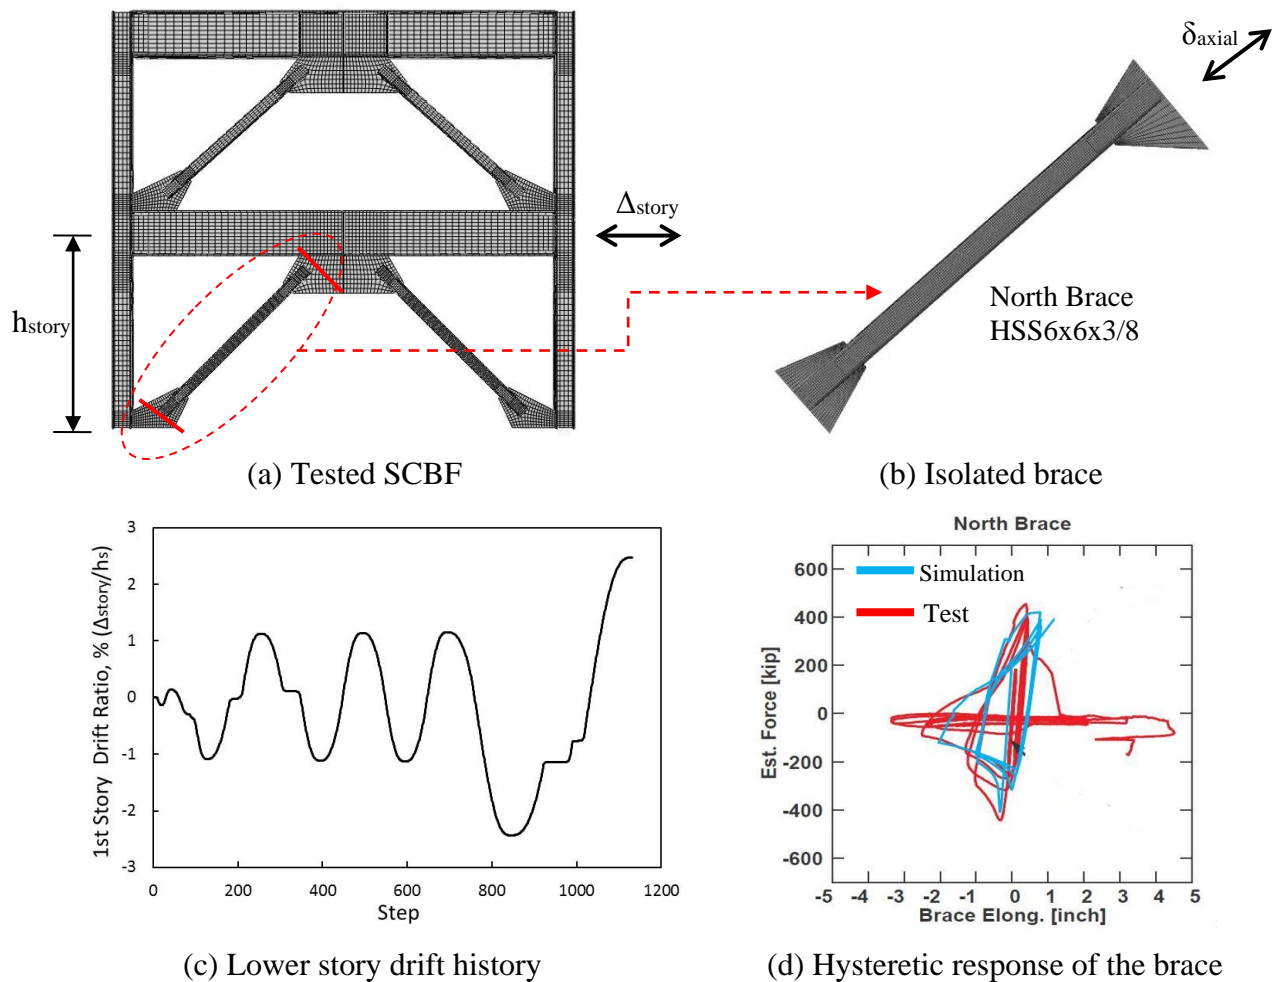 δaxial
Δstory
hstory
North Brace
HSS6x6x3/8
(a) Tested SCBF
(b) Isolated brace
1st Story Drift Ratio, % (Δstory/hs)
3
2
1
0
-1
-2
-3
0
200
400
600
800
1000
1200
Step
North Brace
Est. Force [kip]
600
400
200
0
-200
-400
-600
Simulation
Test
-5 -4 -3 -2 -1 0 1 2 3 4 5
Brace Elong. [inch]
(c) Lower story drift history
(d) Hysteretic response of the brace